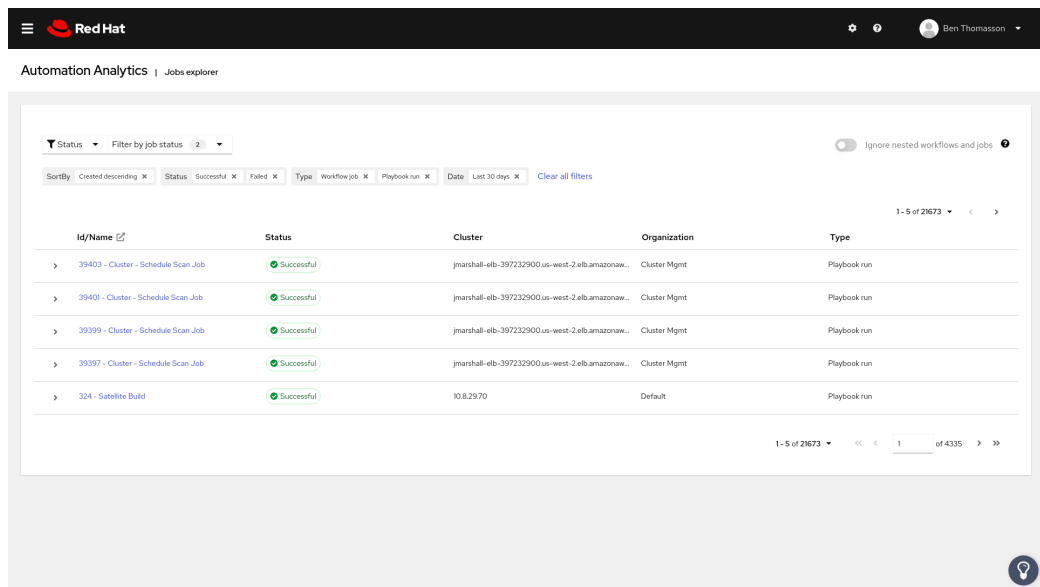 Red Hat
Ben Thomasson
Automation Analytics | Jobs explorer
Status Filter by job status 2 Ignore nested workflows and jobs
SortBy Created descending Status Successful Failed Type Workflow job Playbook run Date Last 30 days Clear all filters
1 - 5 of 21673
Id/Name Status Cluster Organization Type
39403 - Cluster - Schedule Scan Job Successful jmarshall-elb-397232900.us-west-2.elb.amazonaw... Cluster Mgmt Playbook run
39401 - Cluster - Schedule Scan Job Successful jmarshall-elb-397232900.us-west-2.elb.amazonaw... Cluster Mgmt Playbook run
39399 - Cluster - Schedule Scan Job Successful jmarshall-elb-397232900.us-west-2.elb.amazonaw... Cluster Mgmt Playbook run
39397 - Cluster - Schedule Scan Job Successful jmarshall-elb-397232900.us-west-2.elb.amazonaw... Cluster Mgmt Playbook run
324 - Satellite Build Successful 10.8.29.70 Default Playbook run
1 - 5 of 21673 1 of 4335